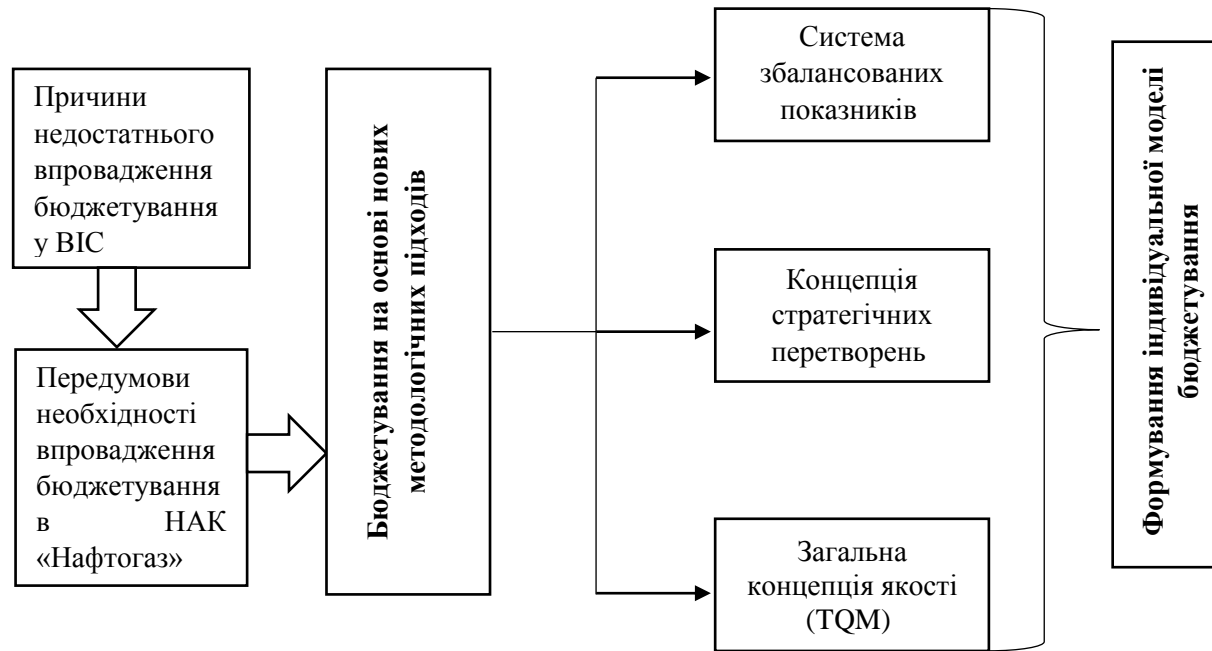 Причини
недостатнього
впровадження
бюджетування
у ВІС
Передумови
необхідності
впровадження
бюджетування
в НАК
«Нафтогаз»
Бюджетування на основі нових
методологічних підходів
Система
збалансованих
показників
Концепція
стратегічних
перетворень
Загальна
концепція якості
(TQM)
Формування індивідуальної моделі
бюджетування